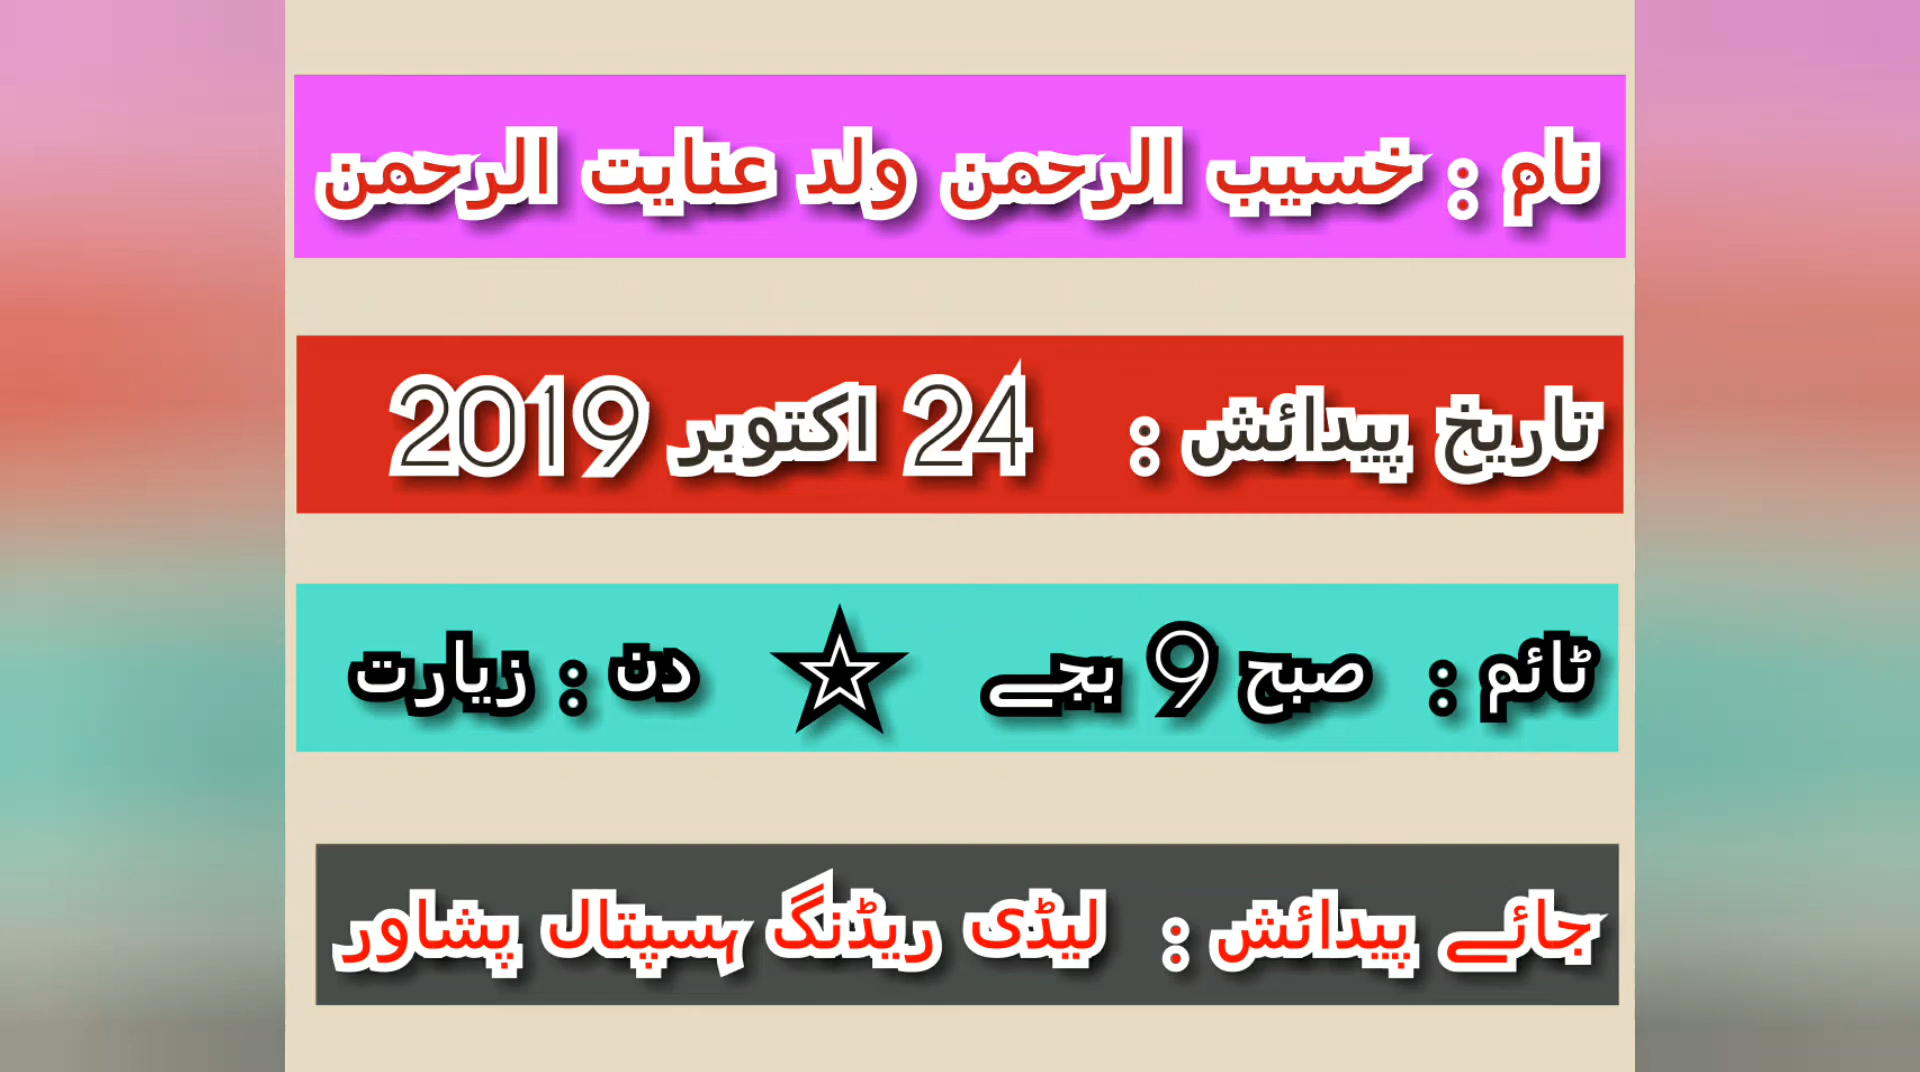 نام : خسیب الرحمن ولد عنایت الرحمن
تاریخ پیدائش : 24 اکتوبر 2019
ٹائم : صبح 9 بجے ☆ دن : زیارت
جائے پیدائش : لیڈی ریڈنگ ہسپتال پشاور